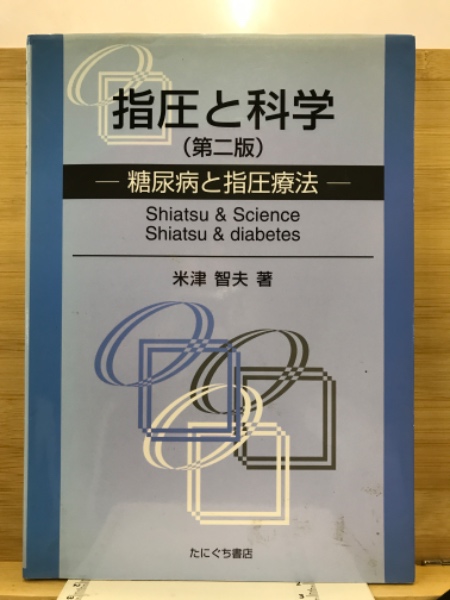 指圧と科学
(第二版)
― 糖尿病と指圧療法 ―
Shiatsu & Science
Shiatsu & diabetes
米津 智夫 著
たにぐち書店